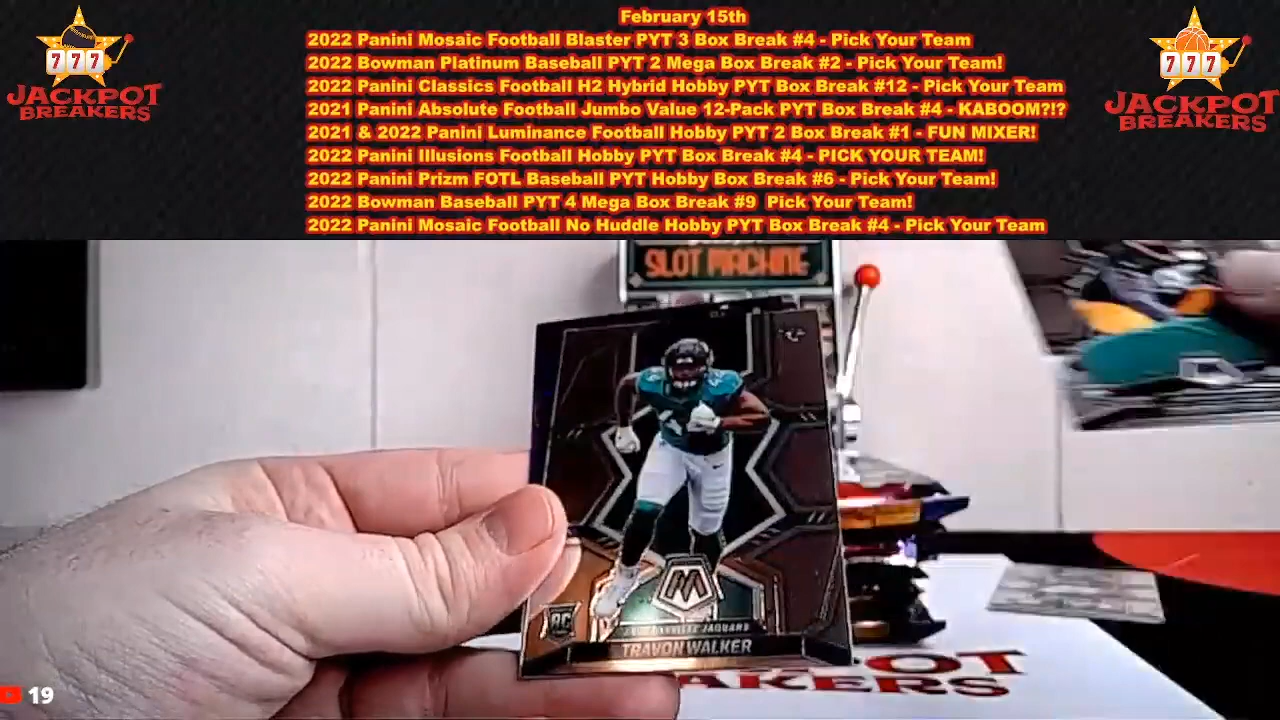 February 15th
2022 Panini Mosaic Football Blaster PYT 3 Box Break #4 - Pick Your Team
2022 Bowman Platinum Baseball PYT 2 Mega Box Break #2 - Pick Your Team!
2022 Panini Classics Football H2 Hybrid Hobby PYT Box Break #12 - Pick Your Team
2021 Panini Absolute Football Jumbo Value 12-Pack PYT Box Break #4 - KABOOM?!?
2021 & 2022 Panini Luminance Football Hobby PYT 2 Box Break #1 - FUN MIXER!
2022 Panini Illusions Football Hobby PYT Box Break #4 - PICK YOUR TEAM!
2022 Panini Prizm FOTL Baseball PYT Hobby Box Break #6 - Pick Your Team!
2022 Bowman Baseball PYT 4 Mega Box Break #9 Pick Your Team!
2022 Panini Mosaic Football No Huddle Hobby PYT Box Break #4 - Pick Your Team
777
JACKPOT
BREAKERS
777
JACKPOT
BREAKERS
SLOT MACHINE
RC
JACKSONVILLE JAGUARS
TRAVON WALKER
19